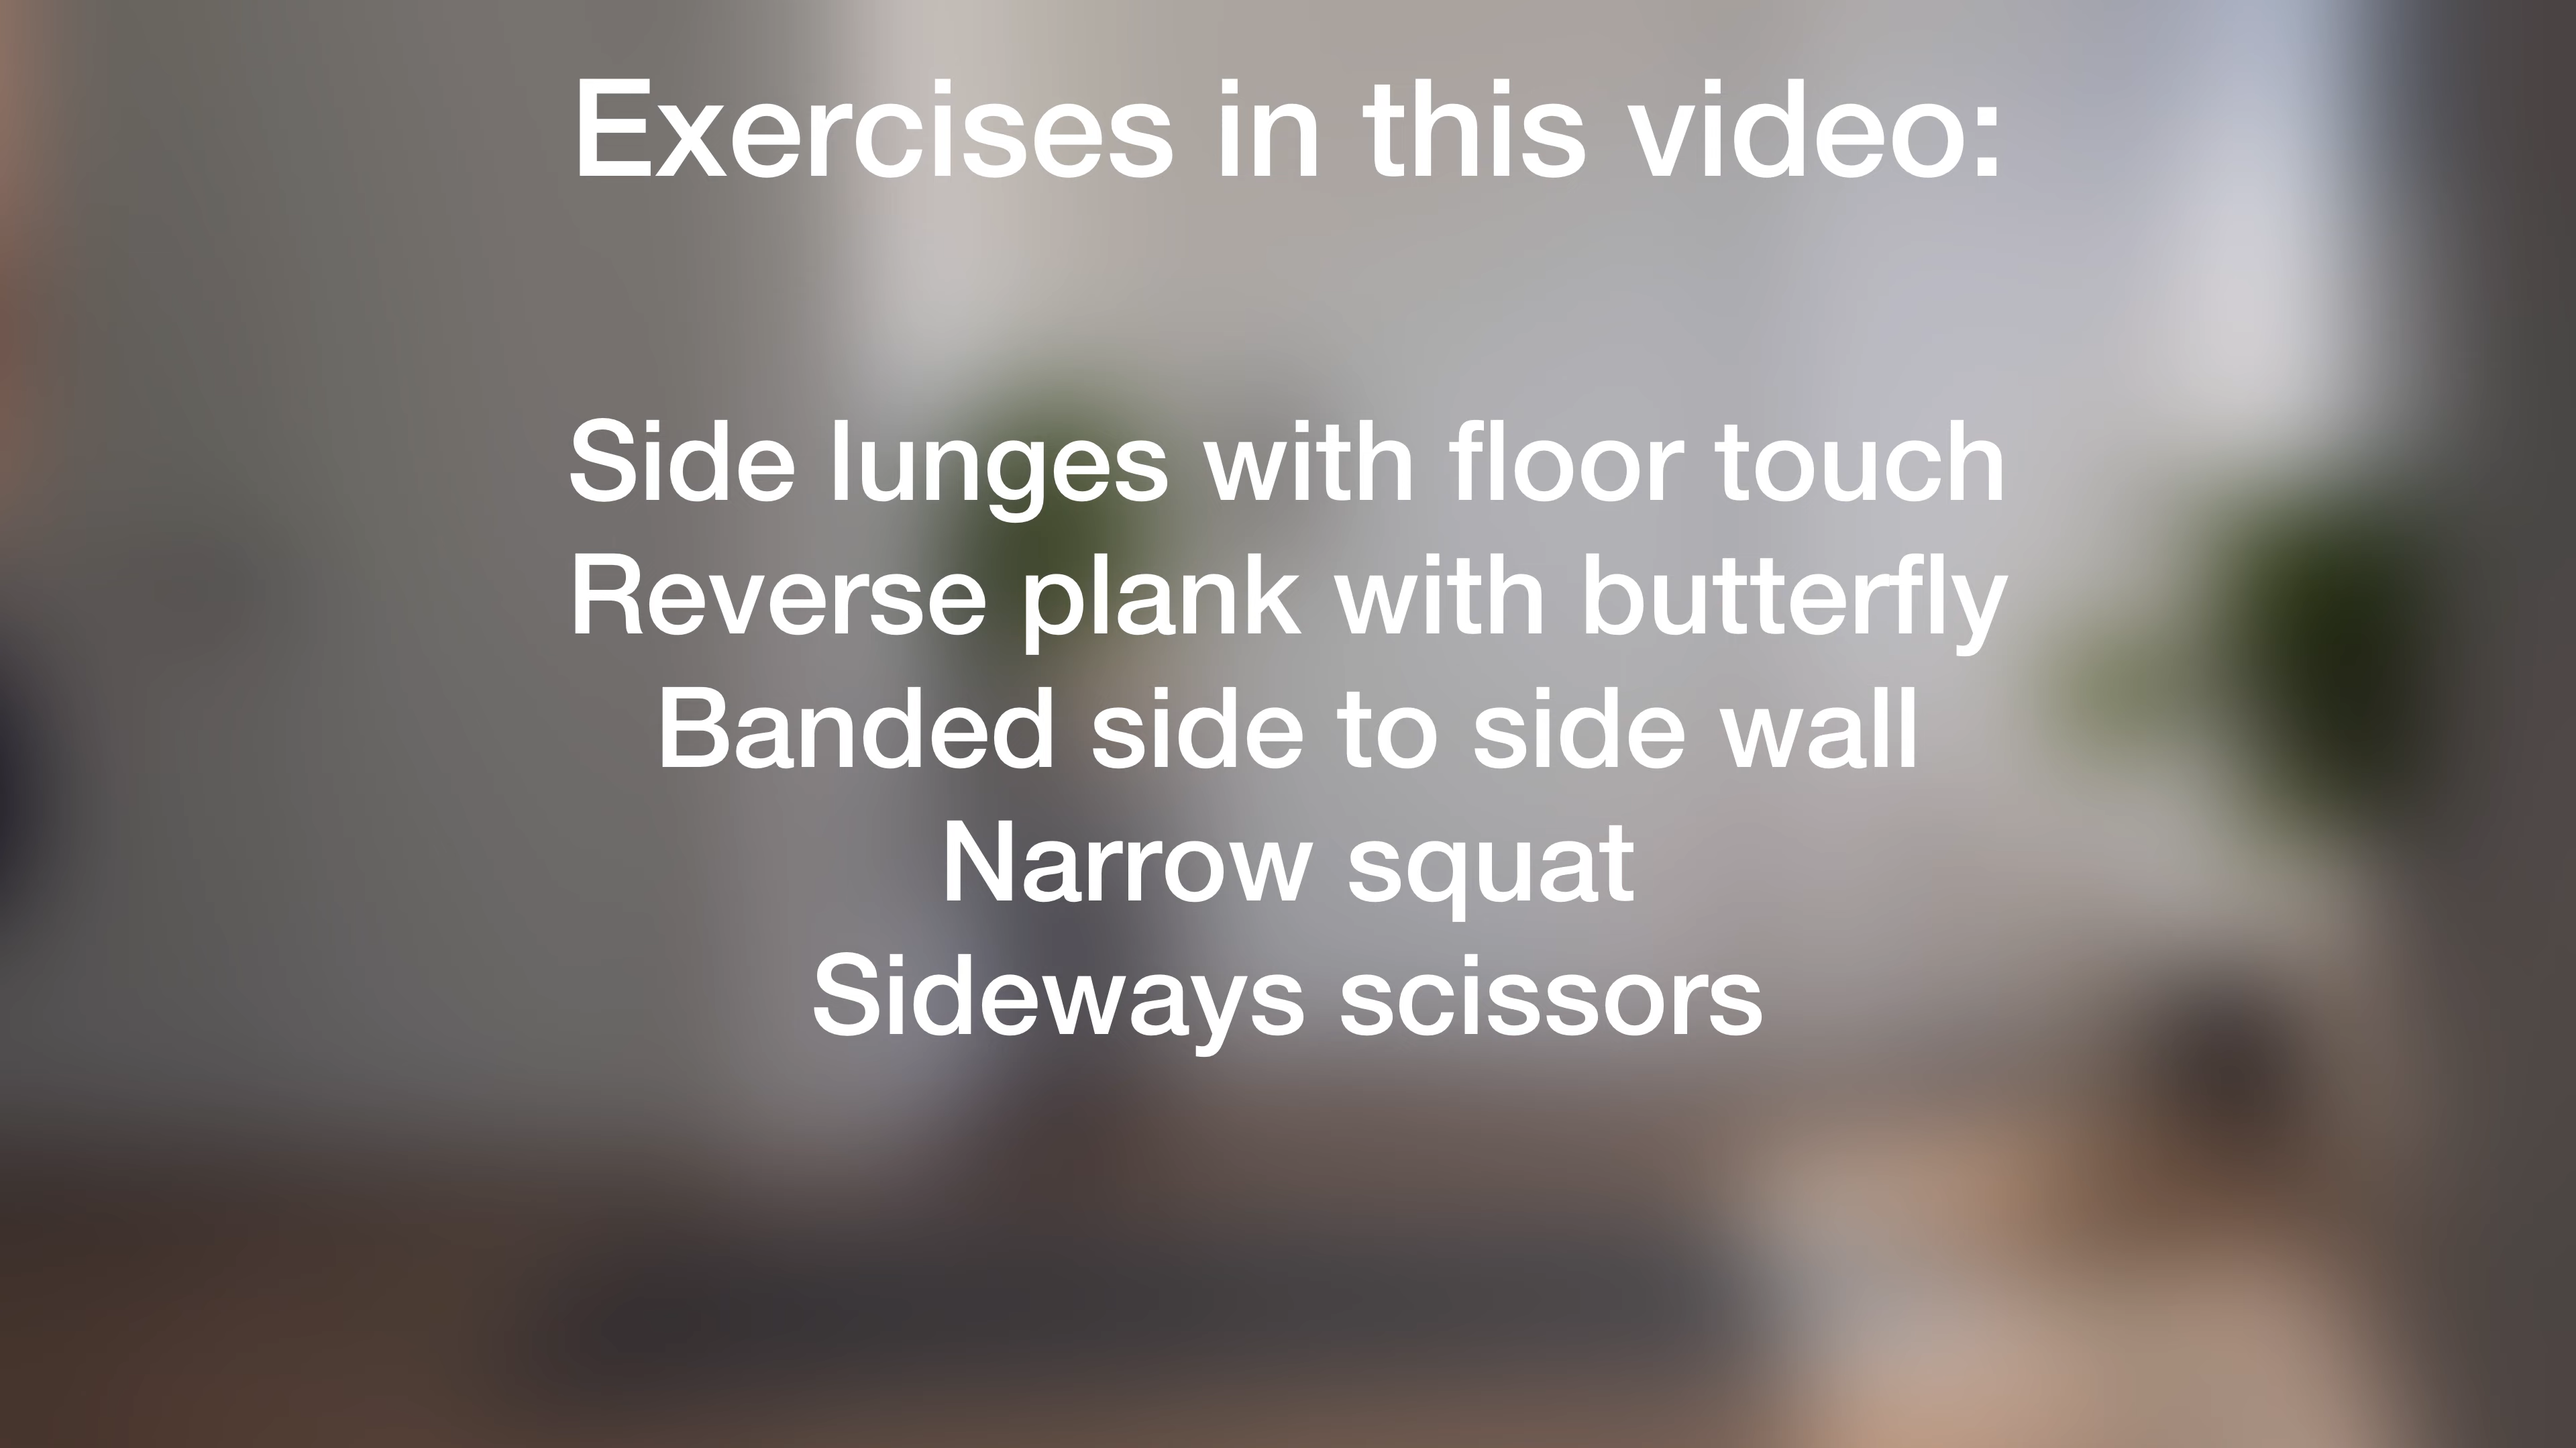 Exercises in this video:
Side lunges with floor touch
Reverse plank with butterfly
Banded side to side wall
Narrow squat
Sideways scissors